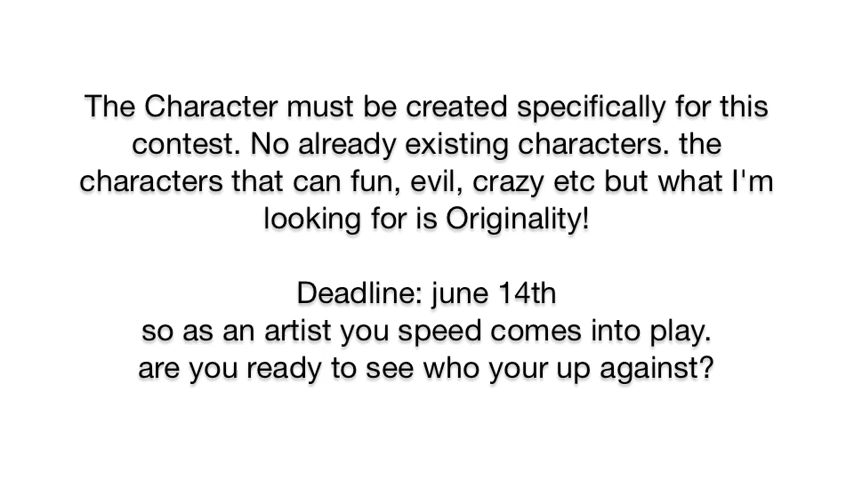 The Character must be created specifically for this
contest. No already existing characters. the
characters that can fun, evil, crazy etc but what I'm
looking for is Originality!
Deadline: june 14th
so as an artist you speed comes into play.
are you ready to see who your up against?